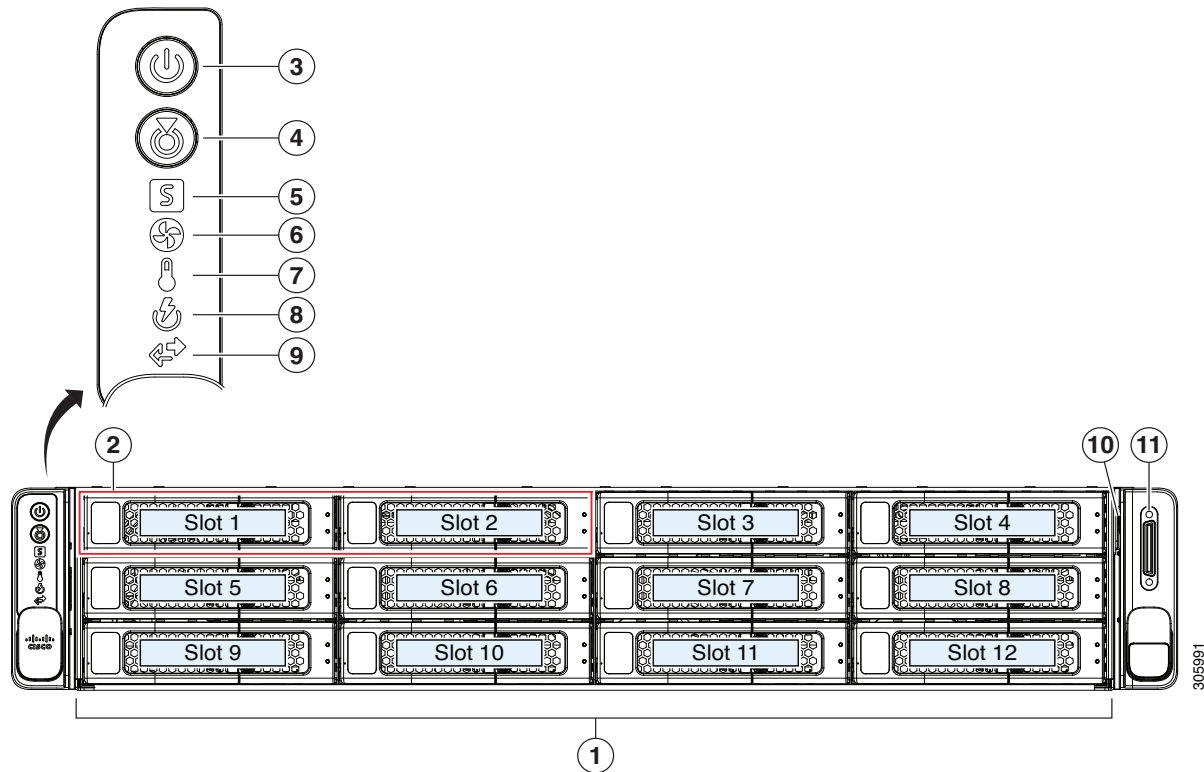 3
4
S
5
6
7
8
9
2
10
11
Slot 1
Slot 2
Slot 3
Slot 4
S
Slot 5
Slot 6
Slot 7
Slot 8
Slot 9
Slot 10
Slot 11
Slot 12
CISCO
305991
1